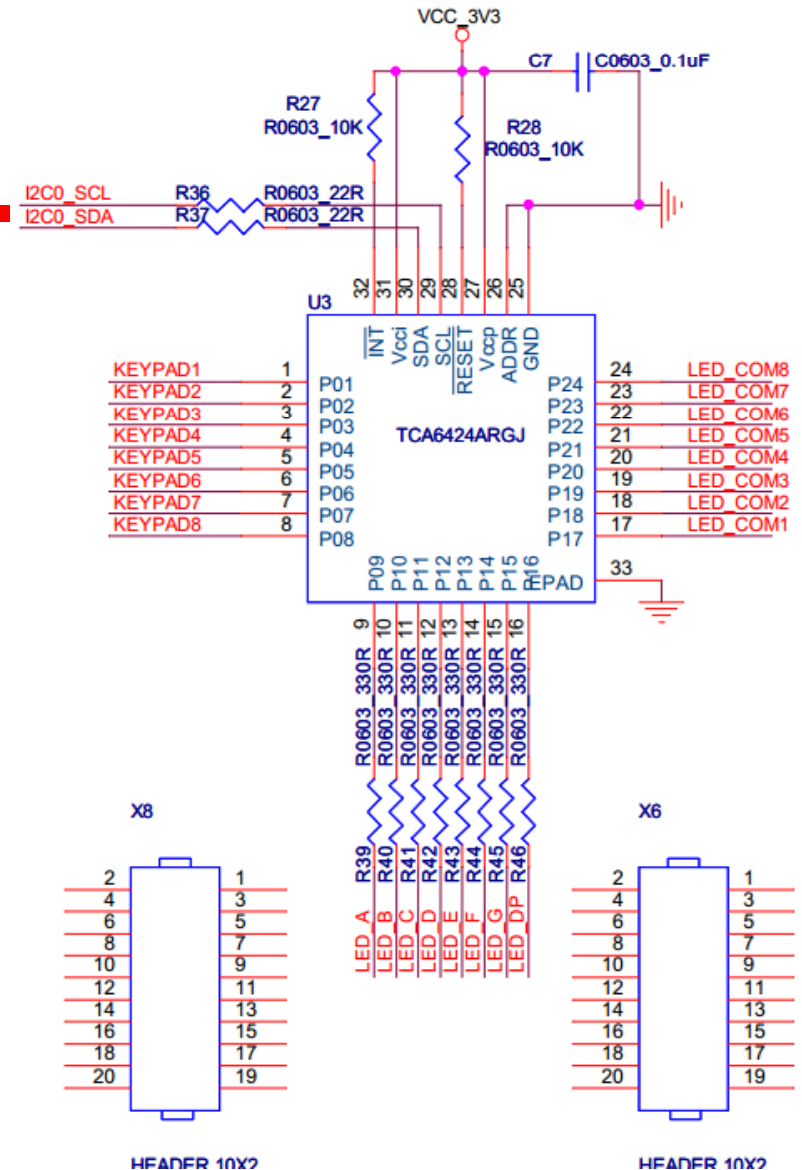 VCC_3V3
C7 C0603_0.1uF
R27
R0603_10K
R28
R0603_10K
I2C0_SCL R36 R0603_22R
I2C0_SDA R37 R0603_22R
32 31 30 29 28 27 26 25
U3
INT Vcci SDA SCL RESET Vccp ADDR GND
KEYPAD1 1 P01 P24 24 LED_COM8
KEYPAD2 2 P02 P23 23 LED_COM7
KEYPAD3 3 P03 P22 22 LED_COM6
KEYPAD4 4 P04 TCA6424ARGJ P21 21 LED_COM5
KEYPAD5 5 P05 P20 20 LED_COM4
KEYPAD6 6 P06 P19 19 LED_COM3
KEYPAD7 7 P07 P18 18 LED_COM2
KEYPAD8 8 P08 P17 17 LED_COM1
P09 P10 P11 P12 P13 P14 P15 P16 EPAD 33
9 10 11 12 13 14 15 16
R0603_330R R0603_330R R0603_330R R0603_330R R0603_330R R0603_330R R0603_330R R0603_330R
R39 R40 R41 R42 R43 R44 R45 R46
LED_A LED_B LED_C LED_D LED_E LED_F LED_G LED_DP
X8
2 1
4 3
6 5
8 7
10 9
12 11
14 13
16 15
18 17
20 19
HEADER 10X2
X6
2 1
4 3
6 5
8 7
10 9
12 11
14 13
16 15
18 17
20 19
HEADER 10X2